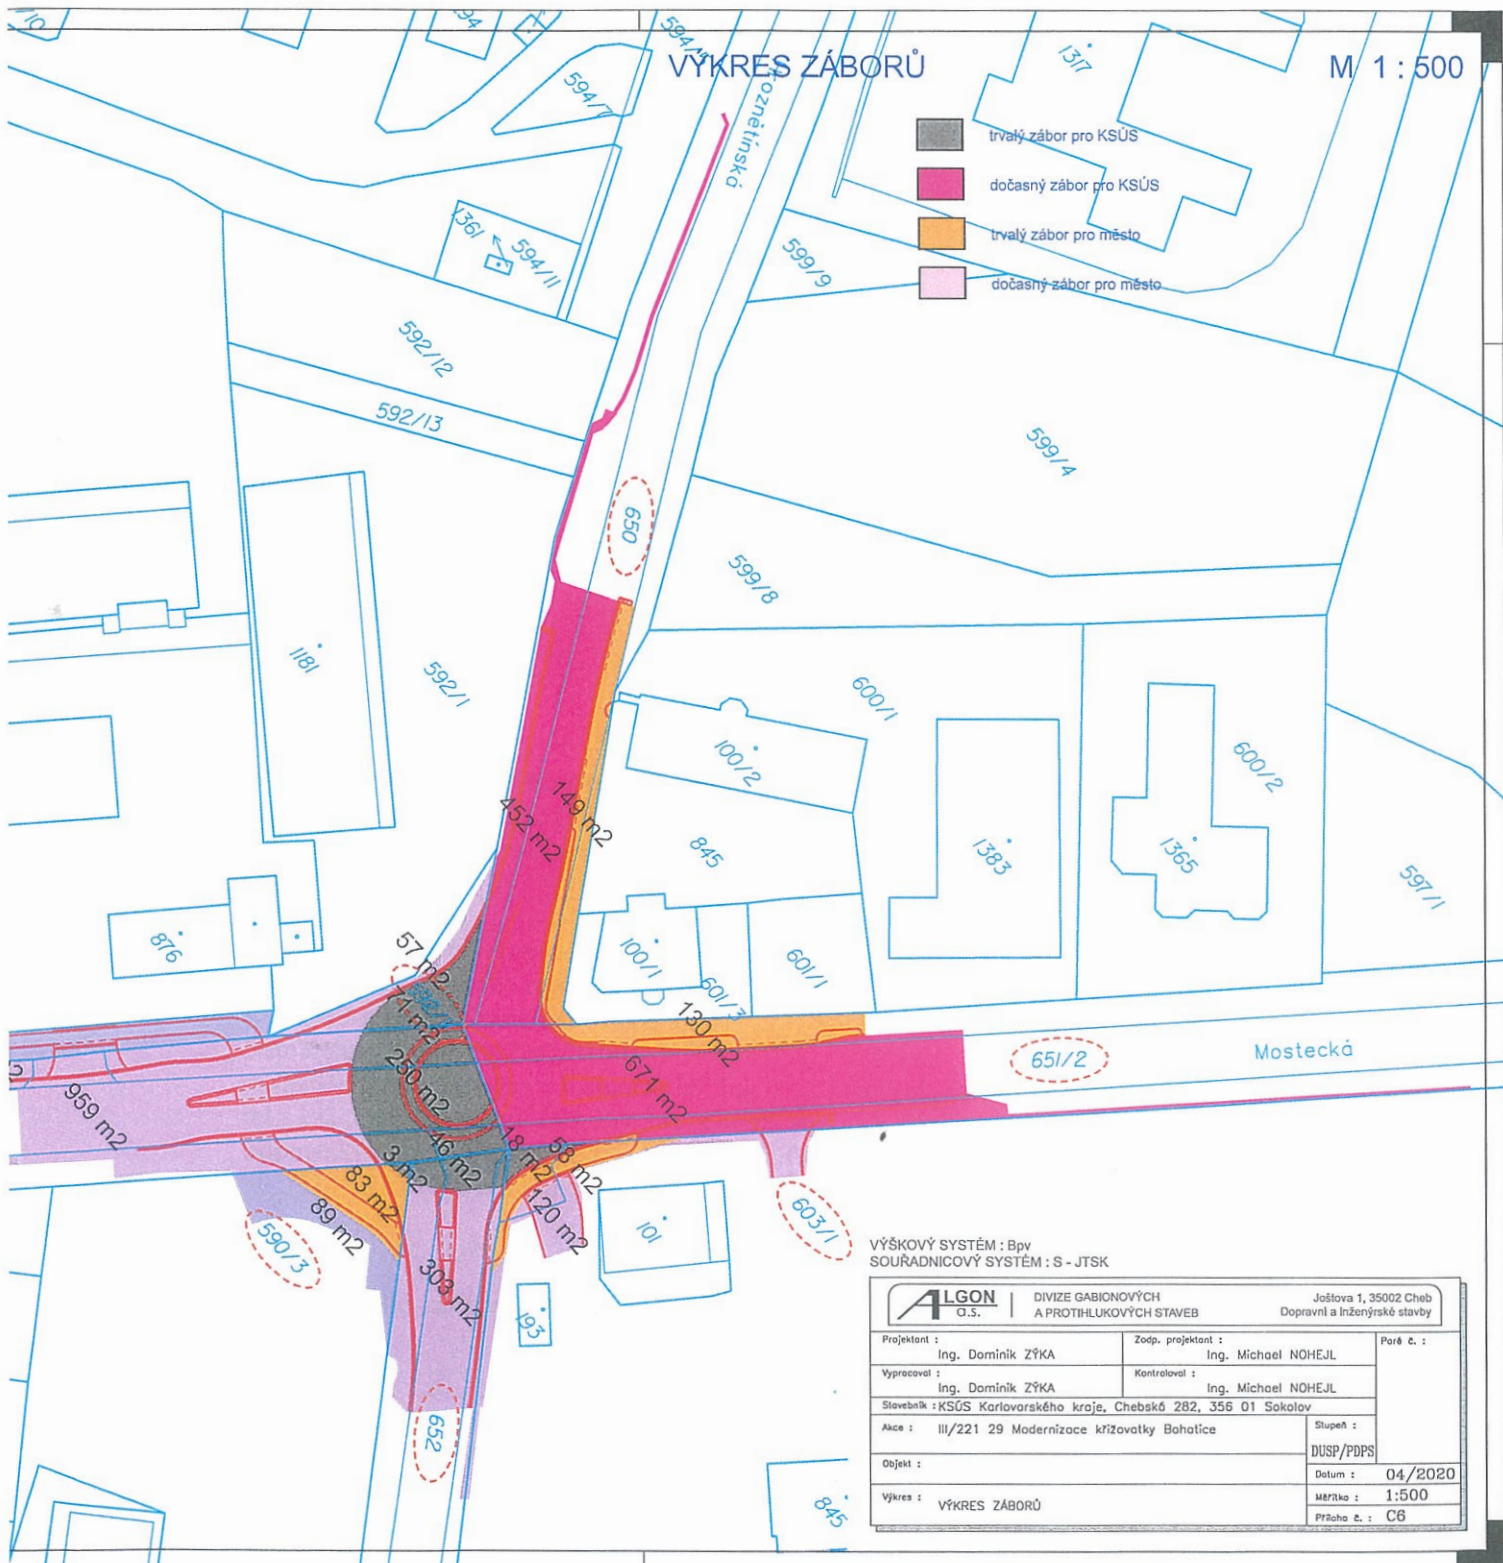 VÝKRES ZÁBORŮ
M 1 : 500
trvalý zábor pro KSÚS
dočasný zábor pro KSÚS
trvalý zábor pro město
dočasný zábor pro město
1317
594/7
1361
594/11
599/9
592/12
592/13
599/4
650
599/8
1181
592/1
600/1
100/2
600/2
452 m2
149 m2
845
1383
1365
597/1
876
57 m2
100/1
601/3
601/1
71 m2
130 m2
651/2
Mostecká
250 m2
671 m2
959 m2
46 m2
18 m2
58 m2
3 m2
83 m2
89 m2
120 m2
590/3
101
603/1
303 m2
193
652
845
VÝŠKOVÝ SYSTÉM : Bpv
SOUŘADNICOVÝ SYSTÉM : S - JTSK
ALGON a.s.
DIVIZE GABIONOVÝCH
A PROTIHLUKOVÝCH STAVEB
Joštova 1, 35002 Cheb
Dopravní a Inženýrské stavby
Projektant :
Ing. Dominik ZÝKA
Zodp. projektant :
Ing. Michael NOHEJL
Paré č. :
Vypracoval :
Ing. Dominik ZÝKA
Kontroloval :
Ing. Michael NOHEJL
Stavebník : KSÚS Karlovarského kraje, Chebská 282, 356 01 Sokolov
Akce : III/221 29 Modernizace křižovatky Bohatice
Stupeň :
DUSP/PDPS
Objekt :
Datum : 04/2020
Výkres : VÝKRES ZÁBORŮ
Měřítko : 1:500
Příloha č. : C6